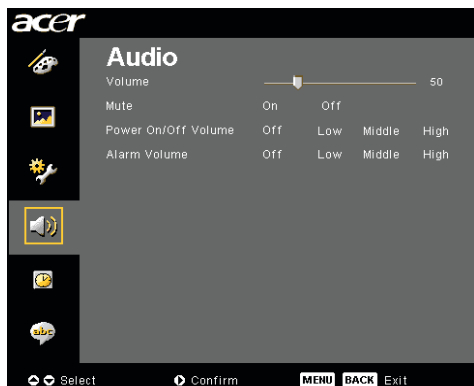 acer
Audio
Volume 50
Mute On Off
Power On/Off Volume Off Low Middle High
Alarm Volume Off Low Middle High
abc
Select Confirm MENU BACK Exit